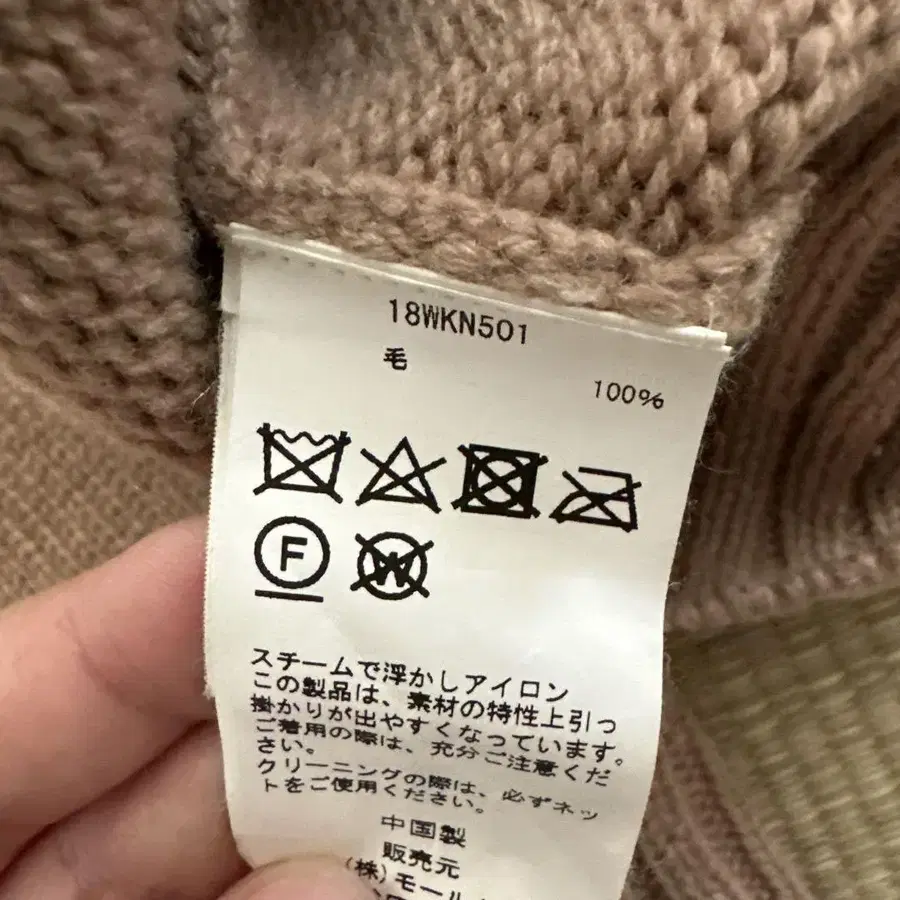 18WKN501
毛
100%
F
W
スチームで浮かしアイロン
この製品は、素材の特性上引っ
掛かりが出やすくなっています。
ご着用の際は、充分ご注意くだ
さい。
クリーニングの際は、必ずネッ
トをご使用ください。
中国製
販売元
(株)モール